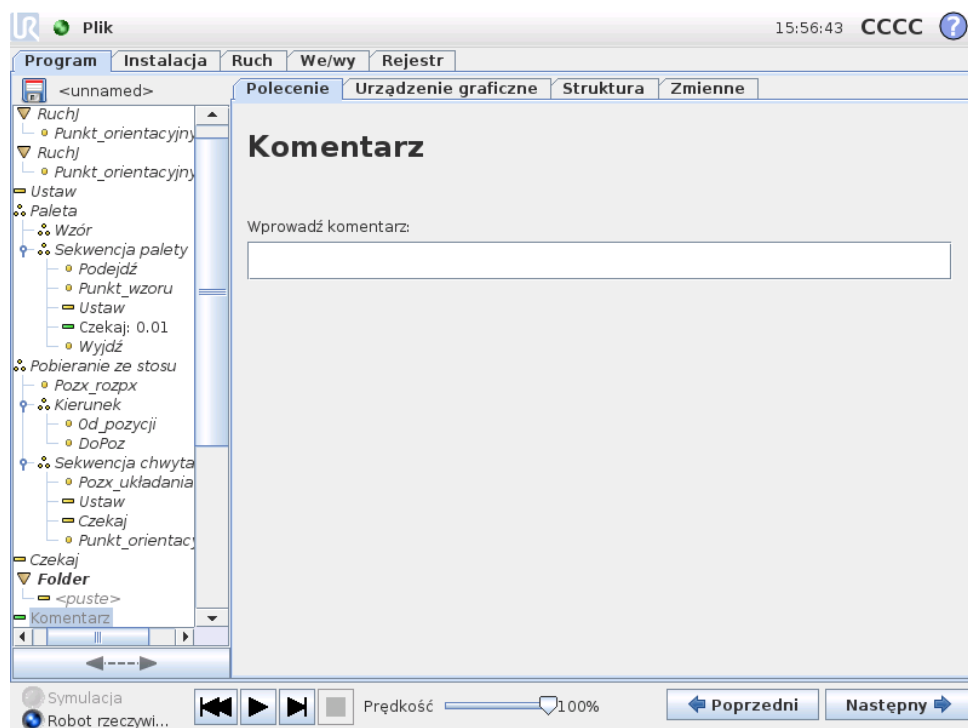 Plik 15:56:43 CCCC ?
Program Instalacja Ruch We/wy Rejestr
<unnamed> Polecenie Urządzenie graficzne Struktura Zmienne
RuchJ
Punkt_orientacyjny
RuchJ
Punkt_orientacyjny
Ustaw
Paleta
Wzór
Sekwencja palety
Podejdź
Punkt_wzoru
Ustaw
Czekaj: 0.01
Wyjdź
Pobieranie ze stosu
Pozx_rozpx
Kierunek
Od_pozycji
DoPoz
Sekwencja chwyta
Pozx_układania
Ustaw
Czekaj
Punkt_orientacy
Czekaj
Folder
<puste>
Komentarz
Komentarz
Wprowadź komentarz:
Symulacja
Robot rzeczywi...
Prędkość 100%
Poprzedni Następny